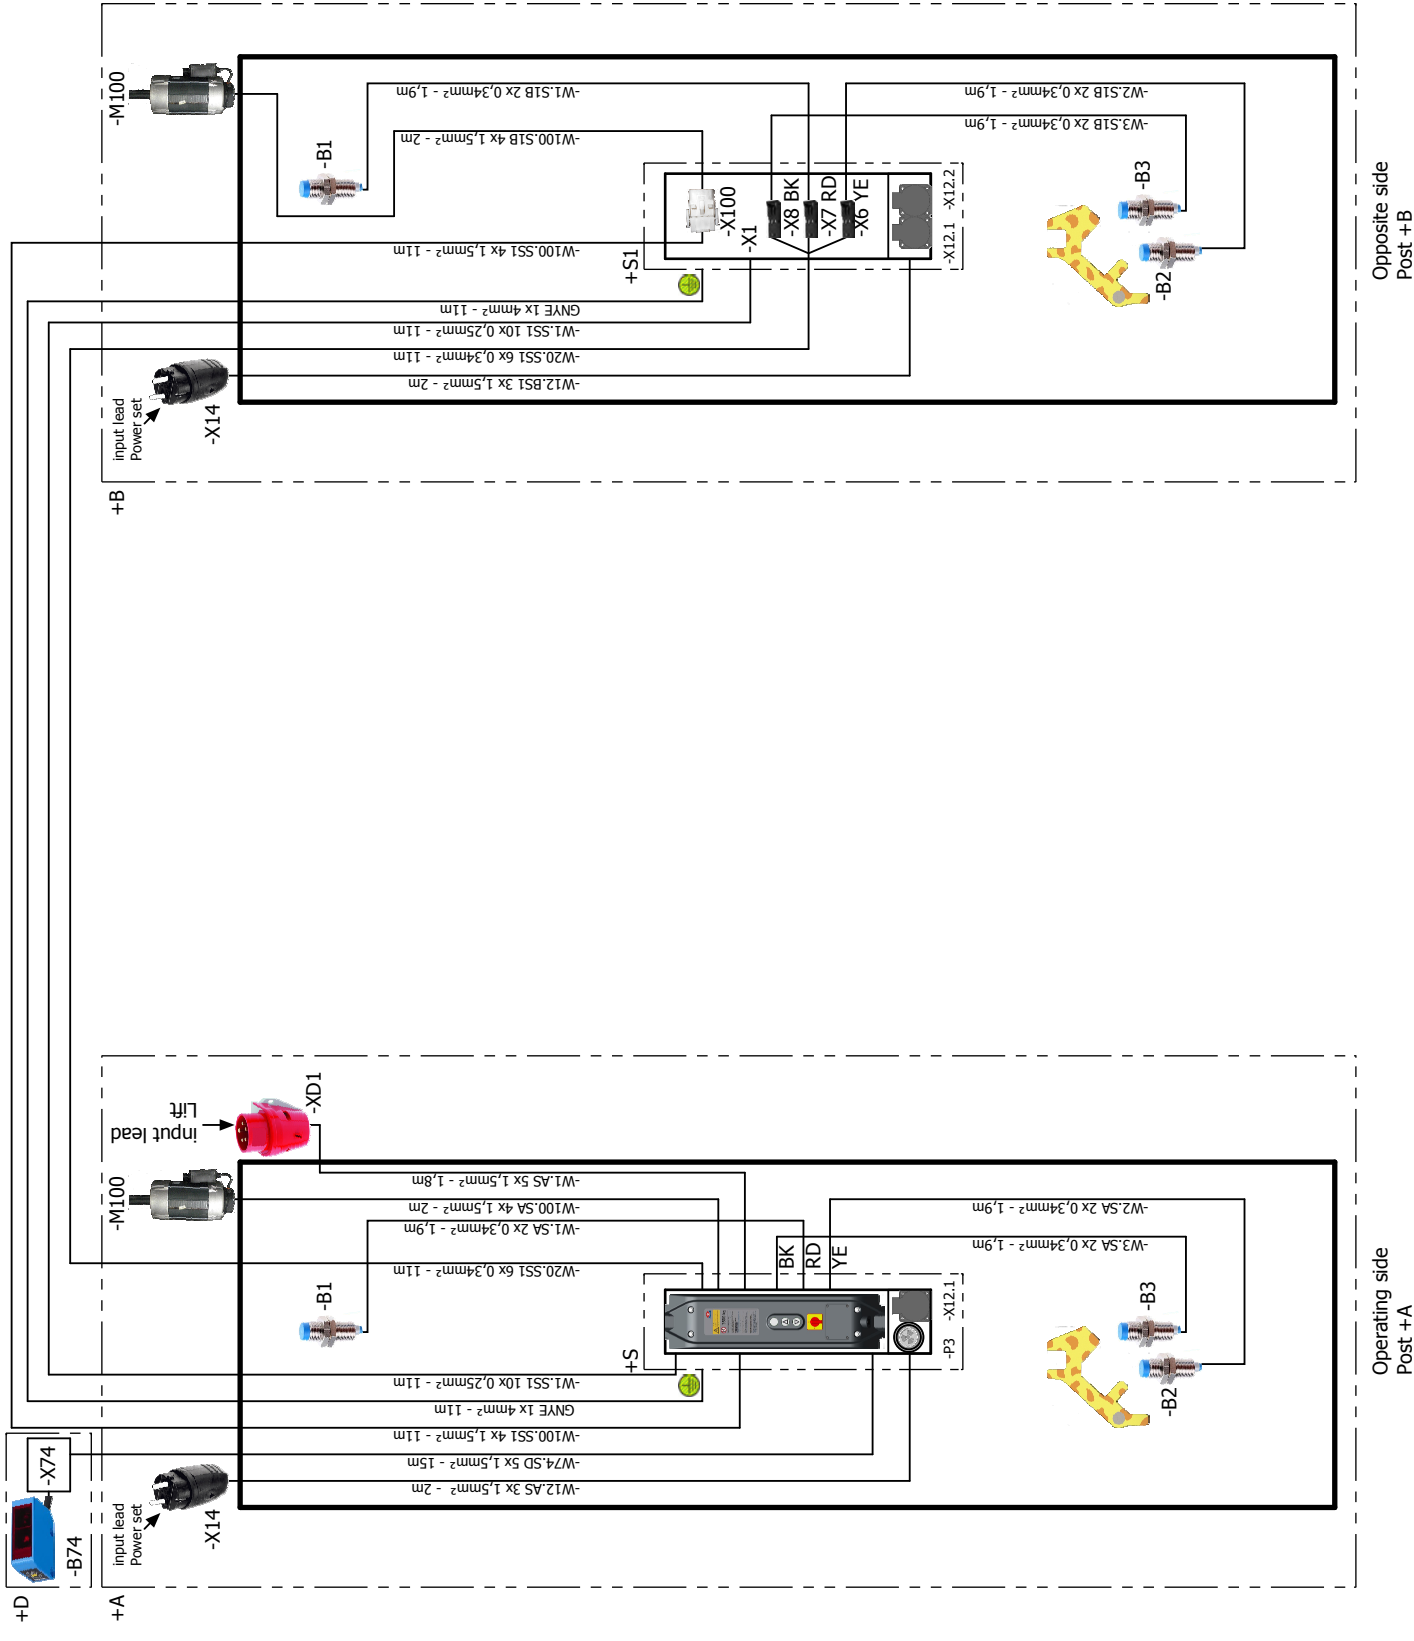 -M100
-B1
-W1.S1B 2x 0,34mm² - 1,9m
-W100.S1B 4x 1,5mm² - 2m
-W100.SS1 4x 1,5mm² - 11m
GNYE 1x 4mm² - 11m
-W1.SS1 10x 0,25mm² - 11m
-W20.SS1 6x 0,34mm² - 11m
-W12.BS1 3x 1,5mm² - 2m
-X14
input lead
Power set
+B
+S1
-X100
-X1
-X8 BK
-X7 RD
-X6 YE
-X12.1 -X12.2
-W2.S1B 2x 0,34mm² - 1,9m
-W3.S1B 2x 0,34mm² - 1,9m
-B3
-B2
Opposite side
Post +B
input lead
Lift
-XD1
-M100
-B1
-W1.AS 5x 1,5mm² - 1,8m
-W100.SA 4x 1,5mm² - 2m
-W1.SA 2x 0,34mm² - 1,9m
-W20.SS1 6x 0,34mm² - 11m
-W1.SS1 10x 0,25mm² - 11m
GNYE 1x 4mm² - 11m
-W100.SS1 4x 1,5mm² - 11m
-W74.SD 5x 1,5mm² - 15m
-W12.AS 3x 1,5mm² - 2m
BK
RD
YE
+S
-P3 -X12.1
-W2.SA 2x 0,34mm² - 1,9m
-W3.SA 2x 0,34mm² - 1,9m
-B3
-B2
-X14
input lead
Power set
-X74
-B74
+D
+A
Operating side
Post +A